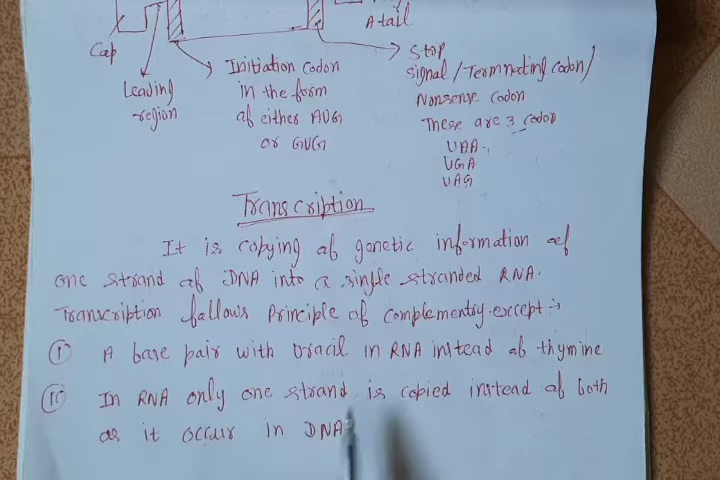 A-tail
Cap
Leading region
Initiation codon in the form of either AUG or GUG
Stop signal/Terminating codon/ Nonsense codon
These are 3 codon
UAA
UGA
UAG
Transcription
It is copying of genetic information of
one strand of DNA into a single stranded RNA.
Transcription follows principle of complementry except :-
(I) A base pair with Uracil in RNA instead of thymine
(II) In RNA only one strand is copied instead of both
as it occur in DNA